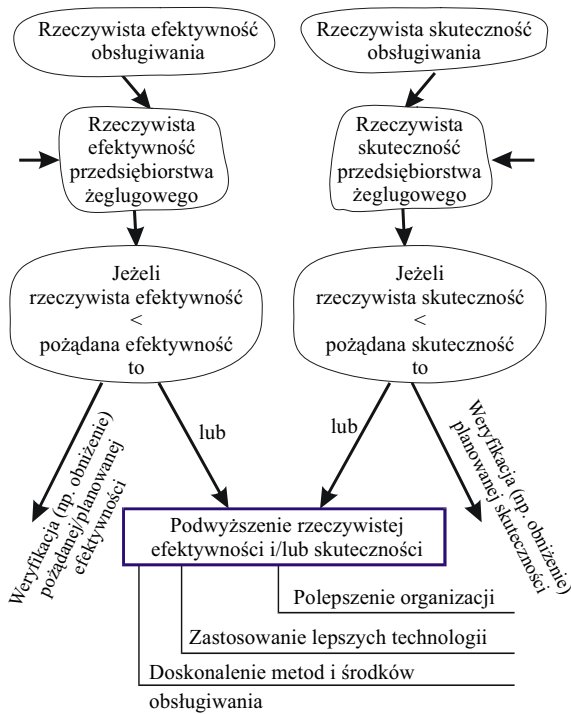 Rzeczywista efektywność
obsługiwania
Rzeczywista skuteczność
obsługiwania
Rzeczywista
efektywność
przedsiębiorstwa
żeglugowego
Rzeczywista
skuteczność
przedsiębiorstwa
żeglugowego
Jeżeli
rzeczywista efektywność
<
pożądana efektywność
to
Jeżeli
rzeczywista skuteczność
<
pożądana skuteczność
to
Weryfikacja (np. obniżenie)
pożądanej/planowanej
efektywności
lub
lub
Weryfikacja (np. obniżenie)
planowanej skuteczności
Podwyższenie rzeczywistej
efektywności i/lub skuteczności
Polepszenie organizacji
Zastosowanie lepszych technologii
Doskonalenie metod i środków
obsługiwania